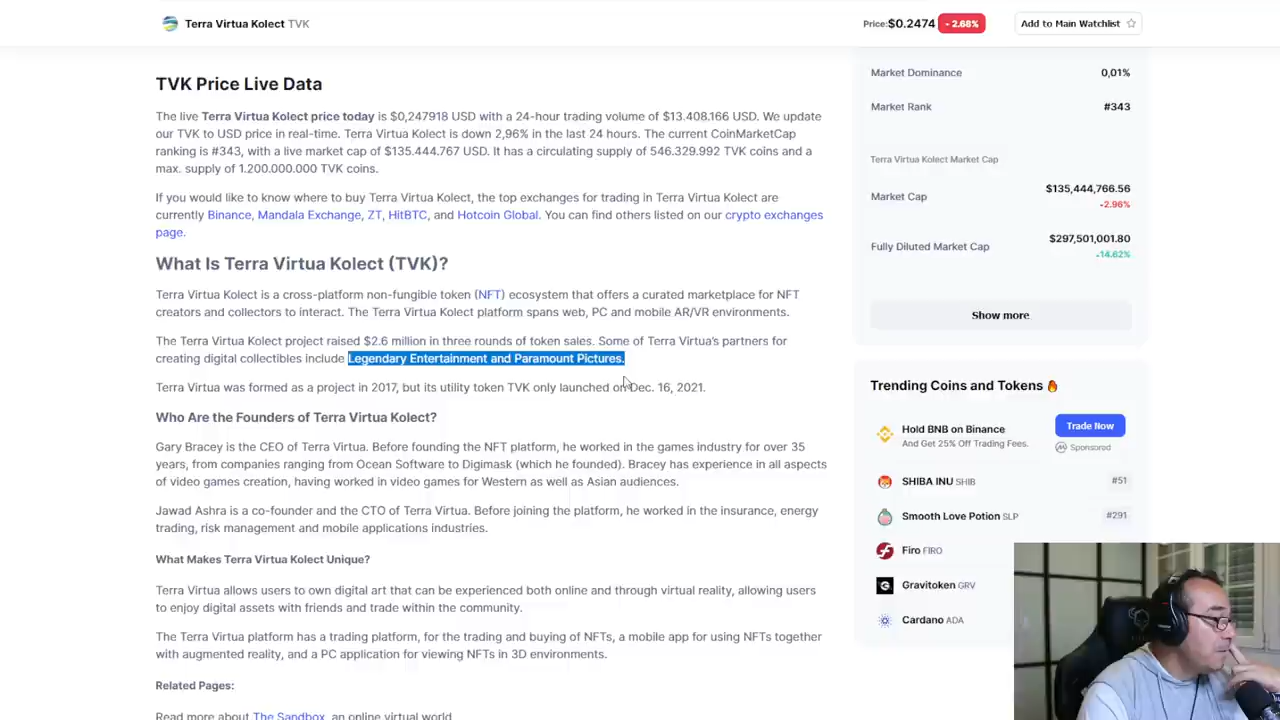 Terra Virtua Kolect TVK
Price:$0.2474 - 2.68%
Add to Main Watchlist
TVK Price Live Data
The live Terra Virtua Kolect price today is $0,247918 USD with a 24-hour trading volume of $13.408.166 USD. We update
our TVK to USD price in real-time. Terra Virtua Kolect is down 2,96% in the last 24 hours. The current CoinMarketCap
ranking is #343, with a live market cap of $135.444.767 USD. It has a circulating supply of 546.329.992 TVK coins and a
max. supply of 1.200.000.000 TVK coins.
If you would like to know where to buy Terra Virtua Kolect, the top exchanges for trading in Terra Virtua Kolect are
currently Binance, Mandala Exchange, ZT, HitBTC, and Hotcoin Global. You can find others listed on our crypto exchanges
page.
What Is Terra Virtua Kolect (TVK)?
Terra Virtua Kolect is a cross-platform non-fungible token (NFT) ecosystem that offers a curated marketplace for NFT
creators and collectors to interact. The Terra Virtua Kolect platform spans web, PC and mobile AR/VR environments.
The Terra Virtua Kolect project raised $2.6 million in three rounds of token sales. Some of Terra Virtua's partners for
creating digital collectibles include Legendary Entertainment and Paramount Pictures.
Terra Virtua was formed as a project in 2017, but its utility token TVK only launched on Dec. 16, 2021.
Who Are the Founders of Terra Virtua Kolect?
Gary Bracey is the CEO of Terra Virtua. Before founding the NFT platform, he worked in the games industry for over 35
years, from companies ranging from Ocean Software to Digimask (which he founded). Bracey has experience in all aspects
of video games creation, having worked in video games for Western as well as Asian audiences.
Jawad Ashra is a co-founder and the CTO of Terra Virtua. Before joining the platform, he worked in the insurance, energy
trading, risk management and mobile applications industries.
What Makes Terra Virtua Kolect Unique?
Terra Virtua allows users to own digital art that can be experienced both online and through virtual reality, allowing users
to enjoy digital assets with friends and trade within the community.
The Terra Virtua platform has a trading platform, for the trading and buying of NFTs, a mobile app for using NFTs together
with augmented reality, and a PC application for viewing NFTs in 3D environments.
Related Pages:
Read more about The Sandbox, an online virtual world
Market Dominance 0,01%
Market Rank #343
Terra Virtua Kolect Market Cap
Market Cap $135,444,766.56
-2.96%
Fully Diluted Market Cap $297,501,001.80
-14.62%
Show more
Trending Coins and Tokens
Hold BNB on Binance
And Get 25% Off Trading Fees.
Trade Now
Sponsored
SHIBA INU SHIB #51
Smooth Love Potion SLP #291
Firo FIRO
Gravitoken GRV
Cardano ADA